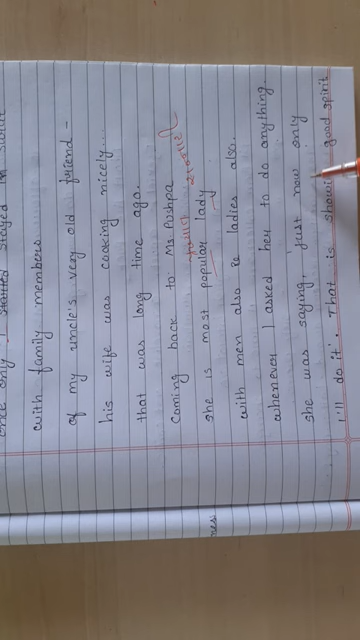 once only I started stayed in
with family members
of my uncle's very old friend -
his wife was cooking nicely...
that was long time ago.
Coming back to Ms. Pushpa
she is most popular lady
with men also & ladies also.
whenever I asked her to do anything.
she was saying, just now only
I'll do it'. That is showi good spirit